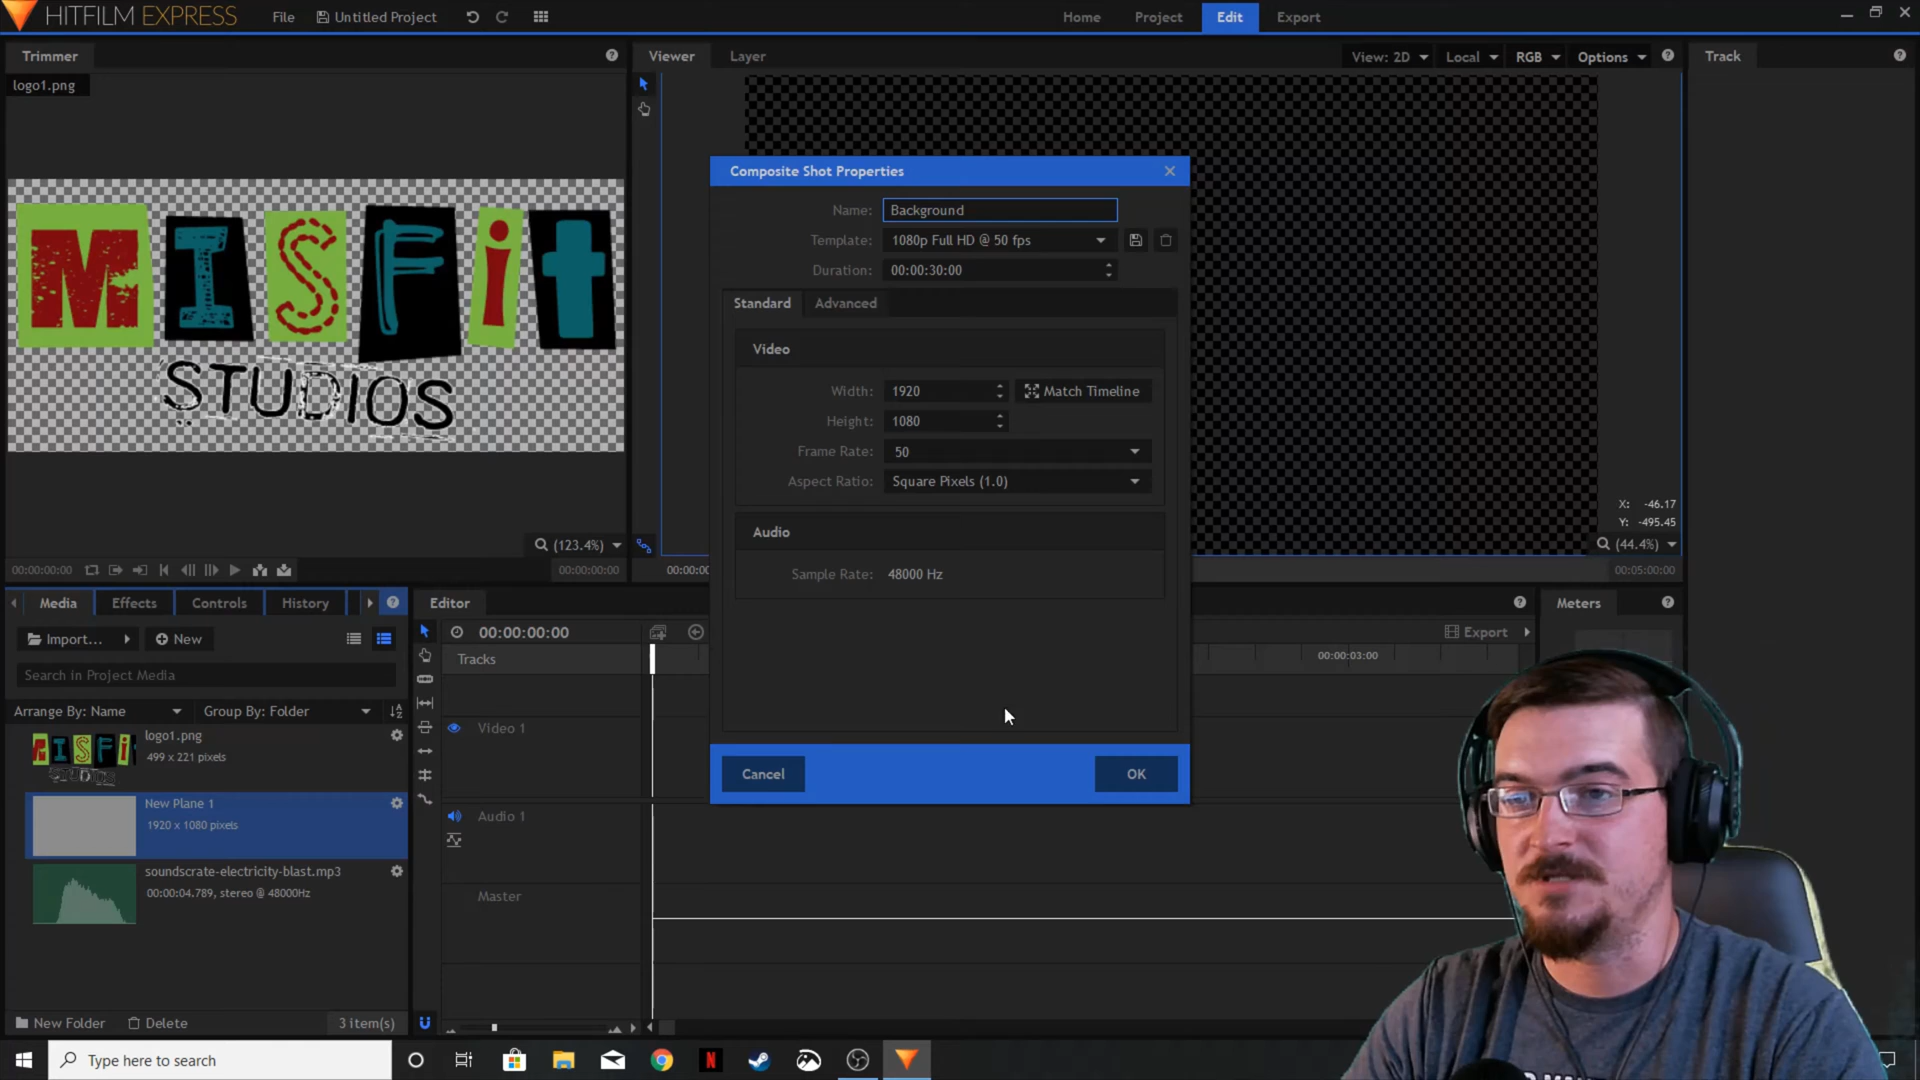 HITFILM EXPRESS
File
Untitled Project
Home
Project
Edit
Export
Trimmer
Viewer
Layer
View: 2D
Local
RGB
Options
Track
logo1.png
MISFit
STUDIOS
Composite Shot Properties
Name: Background
Template: 1080p Full HD @ 50 fps
Duration: 00:00:30:00
Standard
Advanced
Video
Width: 1920
Match Timeline
Height: 1080
Frame Rate: 50
Aspect Ratio: Square Pixels (1.0)
Audio
Sample Rate: 48000 Hz
Cancel
OK
X: -46.17
Y: -495.45
(123.4%)
(44.4%)
00:00:00:00
00:00:00:00
00:00:0
00:05:00:00
Media
Effects
Controls
History
Editor
Meters
Import...
New
00:00:00:00
Export
Tracks
00:00:03:00
Search in Project Media
Arrange By: Name
Group By: Folder
logo1.png
499 x 221 pixels
Video 1
New Plane 1
1920 x 1080 pixels
Audio 1
soundscrate-electricity-blast.mp3
00:00:04.789, stereo @ 48000Hz
Master
New Folder
Delete
3 item(s)
Type here to search